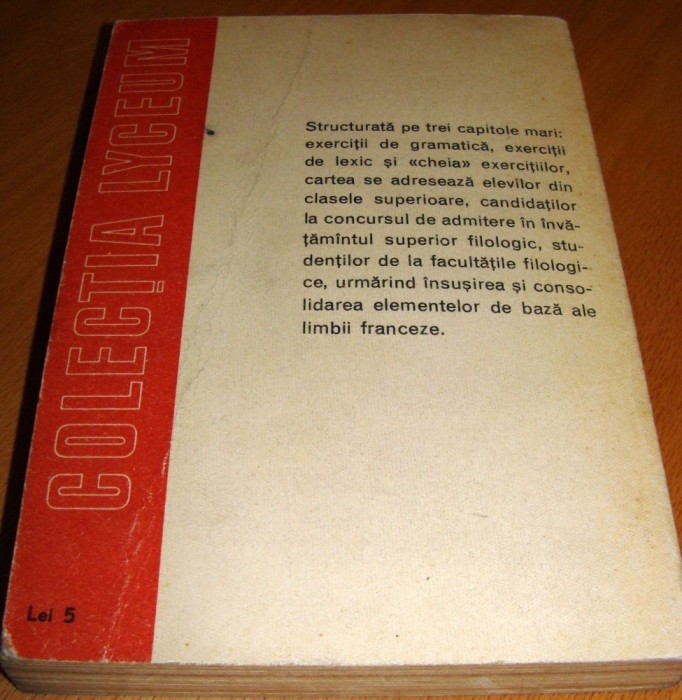 COLECȚIA LYCEUM
Structurată pe trei capitole mari:
exerciții de gramatică, exerciții
de lexic și «cheia» exercițiilor,
cartea se adresează elevilor din
clasele superioare, candidaților
la concursul de admitere în învă-
țămîntul superior filologic, stu-
denților de la facultățile filologi-
ce, urmărind însușirea și conso-
lidarea elementelor de bază ale
limbii franceze.
Lei 5